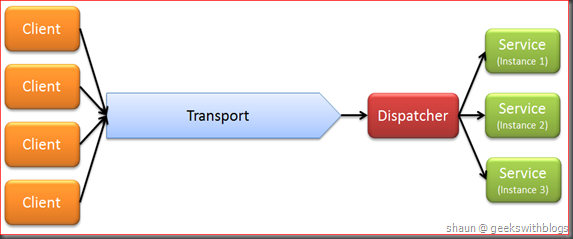 Client
Client
Client
Client
Transport
Dispatcher
Service
(Instance 1)
Service
(Instance 2)
Service
(Instance 3)
shaun @ geekswithblogs